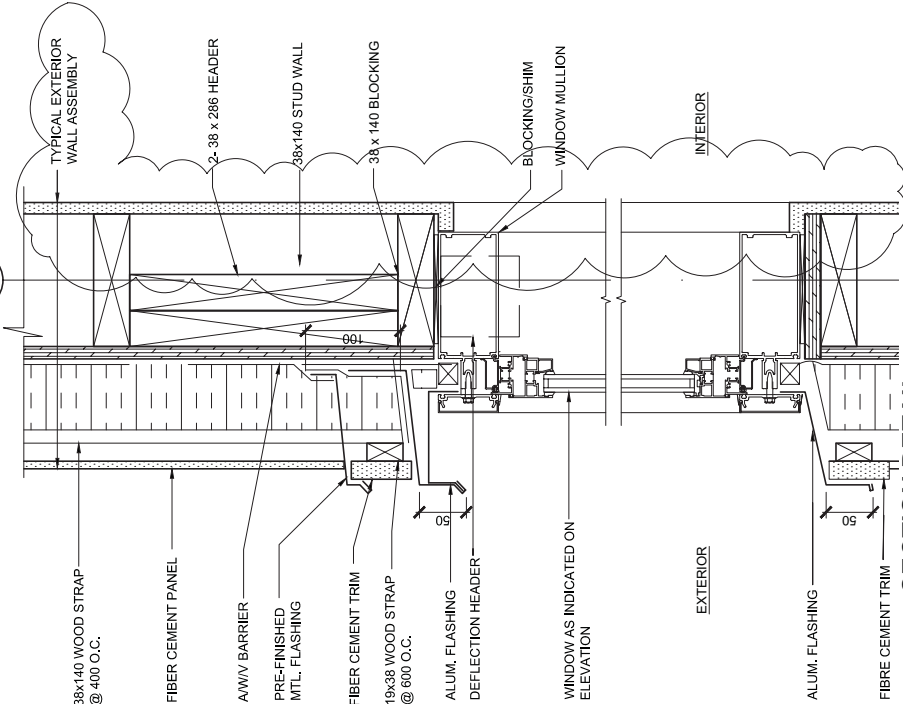 TYPICAL EXTERIOR
WALL ASSEMBLY
2- 38 x 286 HEADER
38x140 STUD WALL
38 x 140 BLOCKING
BLOCKING/SHIM
WINDOW MULLION
INTERIOR
100
50
50
38x140 WOOD STRAP
@ 400 O.C.
FIBER CEMENT PANEL
A/W/V BARRIER
PRE-FINISHED
MTL. FLASHING
FIBER CEMENT TRIM
19x38 WOOD STRAP
@ 600 O.C.
ALUM. FLASHING
DEFLECTION HEADER
WINDOW AS INDICATED ON
ELEVATION
EXTERIOR
ALUM. FLASHING
FIBRE CEMENT TRIM